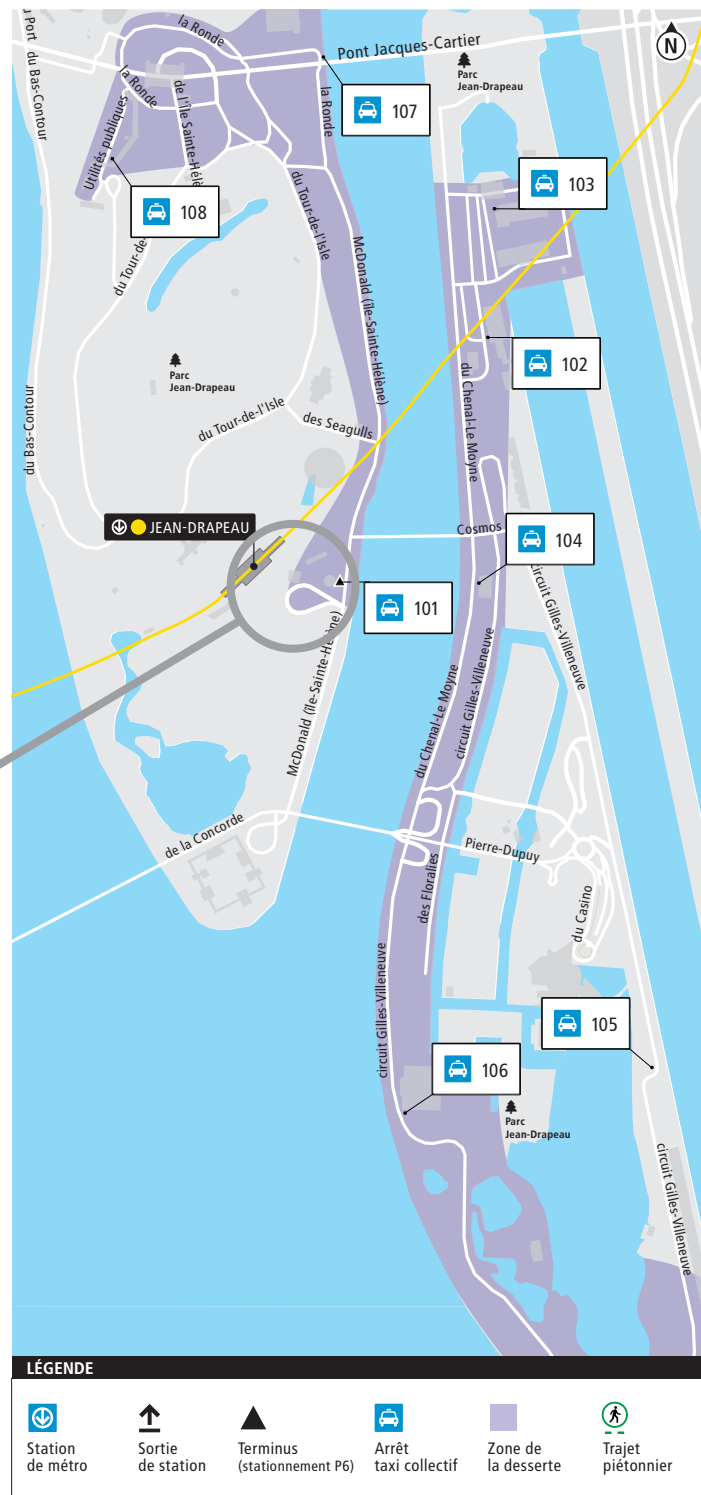 la Ronde
Pont Jacques-Cartier
N
u Port
du Bas-Contour
la Ronde
de l'île Sainte-Hélèn
la Ronde
Parc
Jean-Drapeau
107
Utilités publiques
103
108
du Tour-de-l'Isle
du Tour-de
McDonald (île-Sainte-Hélène)
102
Parc
Jean-Drapeau
du Chenal-Le Moyne
du Tour-de-l'Isle
des Seagulls
du Bas-Contour
JEAN-DRAPEAU
Cosmos
104
101
circuit Gilles-Villeneuve
McDonald (île-Sainte-Hélène)
du Chenal-Le Moyne
circuit Gilles-Villeneuve
de la Concorde
Pierre-Dupuy
des Floralies
du Casino
circuit Gilles-Villeneuve
105
106
Parc
Jean-Drapeau
circuit Gilles-Villeneuve
LÉGENDE
Station
de métro
Sortie
de station
Terminus
(stationnement P6)
Arrêt
taxi collectif
Zone de
la desserte
Trajet
piétonnier